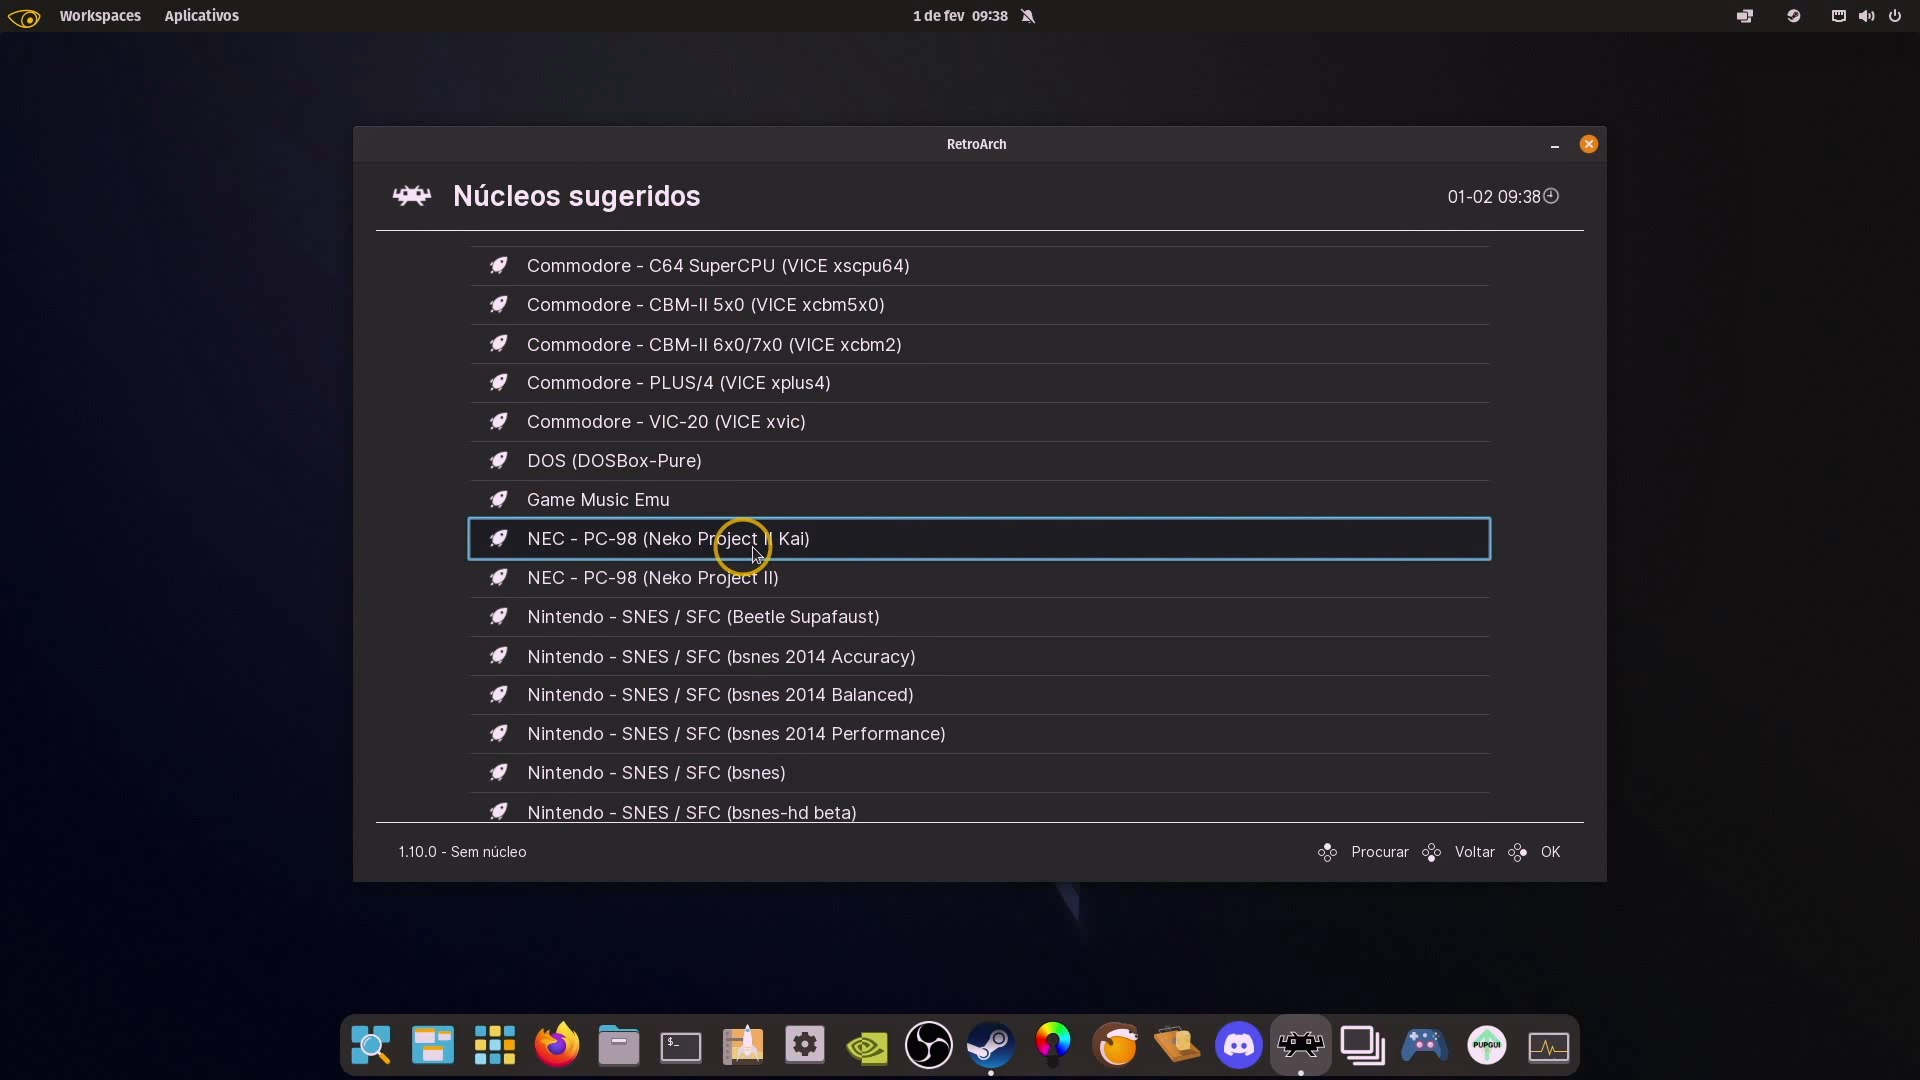 Workspaces Aplicativos 1 de fev 09:38
RetroArch
Núcleos sugeridos 01-02 09:38
Commodore - C64 SuperCPU (VICE xscpu64)
Commodore - CBM-II 5x0 (VICE xcbm5x0)
Commodore - CBM-II 6x0/7x0 (VICE xcbm2)
Commodore - PLUS/4 (VICE xplus4)
Commodore - VIC-20 (VICE xvic)
DOS (DOSBox-Pure)
Game Music Emu
NEC - PC-98 (Neko Project II Kai)
NEC - PC-98 (Neko Project II)
Nintendo - SNES / SFC (Beetle Supafaust)
Nintendo - SNES / SFC (bsnes 2014 Accuracy)
Nintendo - SNES / SFC (bsnes 2014 Balanced)
Nintendo - SNES / SFC (bsnes 2014 Performance)
Nintendo - SNES / SFC (bsnes)
Nintendo - SNES / SFC (bsnes-hd beta)
1.10.0 - Sem núcleo Procurar Voltar OK
$_ PUPGUI